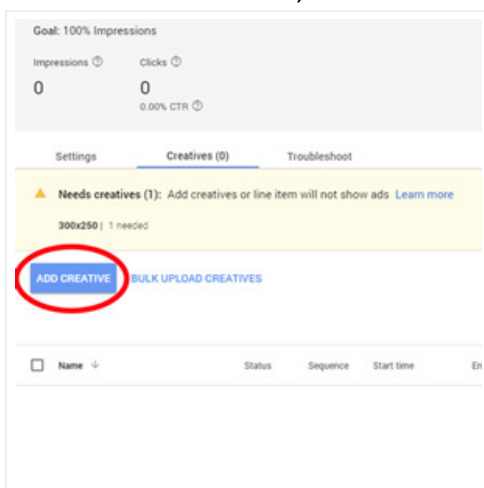 Goal: 100% Impressions
Impressions Clicks
0 0
0.00% CTR
Settings Creatives (0) Troubleshoot
Needs creatives (1): Add creatives or line item will not show ads Learn more
300x250 | 1 needed
ADD CREATIVE BULK UPLOAD CREATIVES
Name Status Sequence Start time En